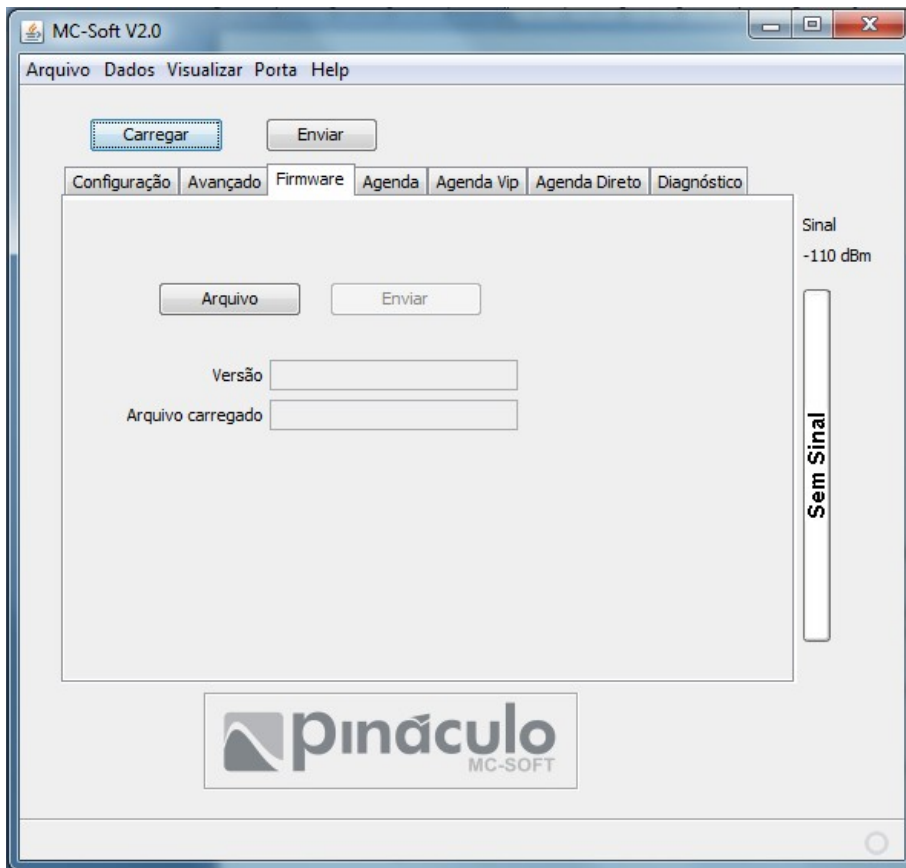 MC-Soft V2.0
Arquivo Dados Visualizar Porta Help
Carregar Enviar
Configuração Avançado Firmware Agenda Agenda Vip Agenda Direto Diagnóstico
Sinal
-110 dBm
Arquivo Enviar
Versão
Arquivo carregado
Sem Sinal
pináculo
MC-SOFT